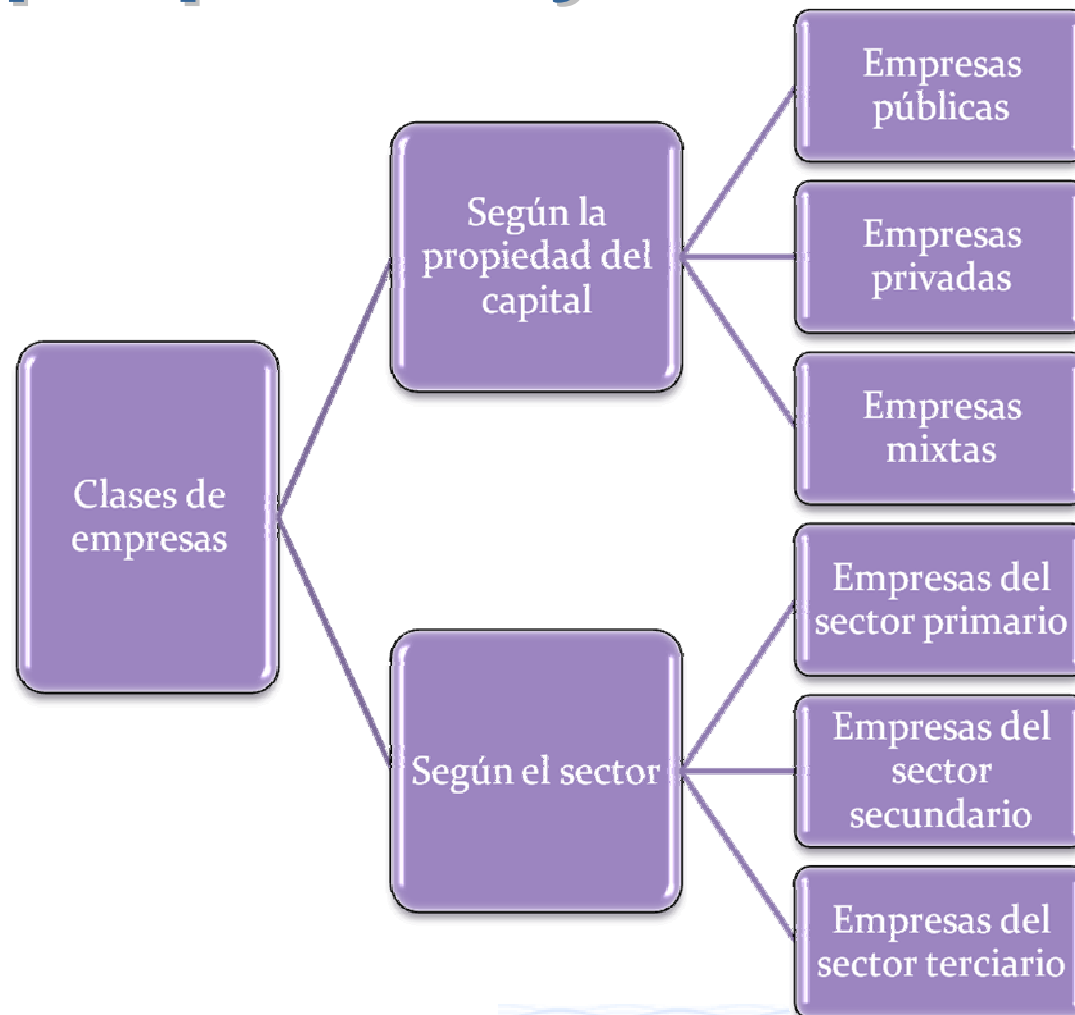 Clases de
empresas
Según la
propiedad del
capital
Empresas
públicas
Empresas
privadas
Empresas
mixtas
Según el sector
Empresas del
sector primario
Empresas del
sector
secundario
Empresas del
sector terciario